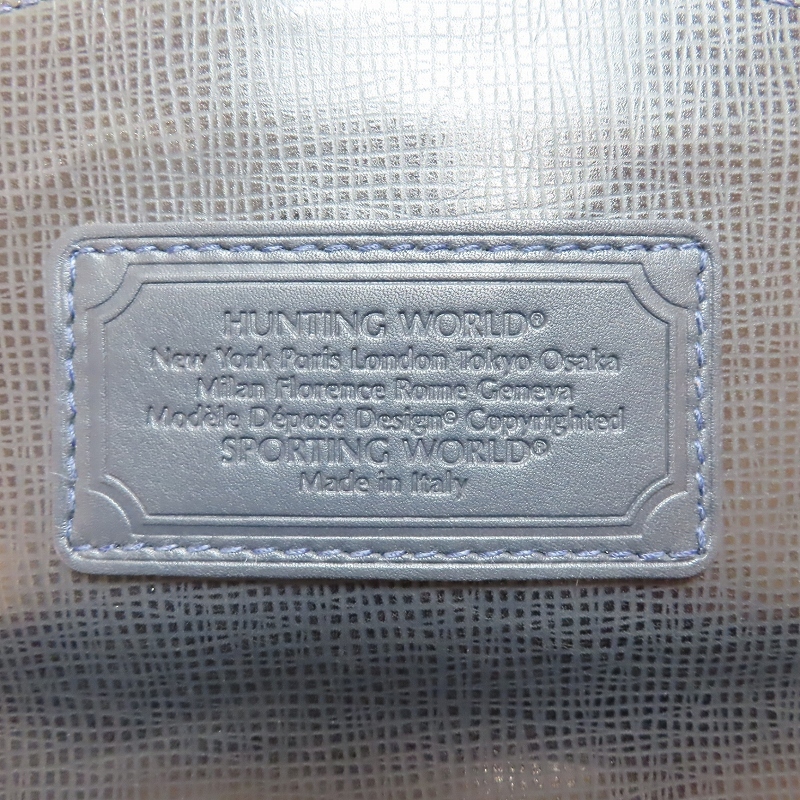 HUNTING WORLD®
New York Paris London Tokyo Osaka
Milan Florence Rome Geneva
Modèle Déposé Design© Copyrighted
SPORTING WORLD®
Made in Italy